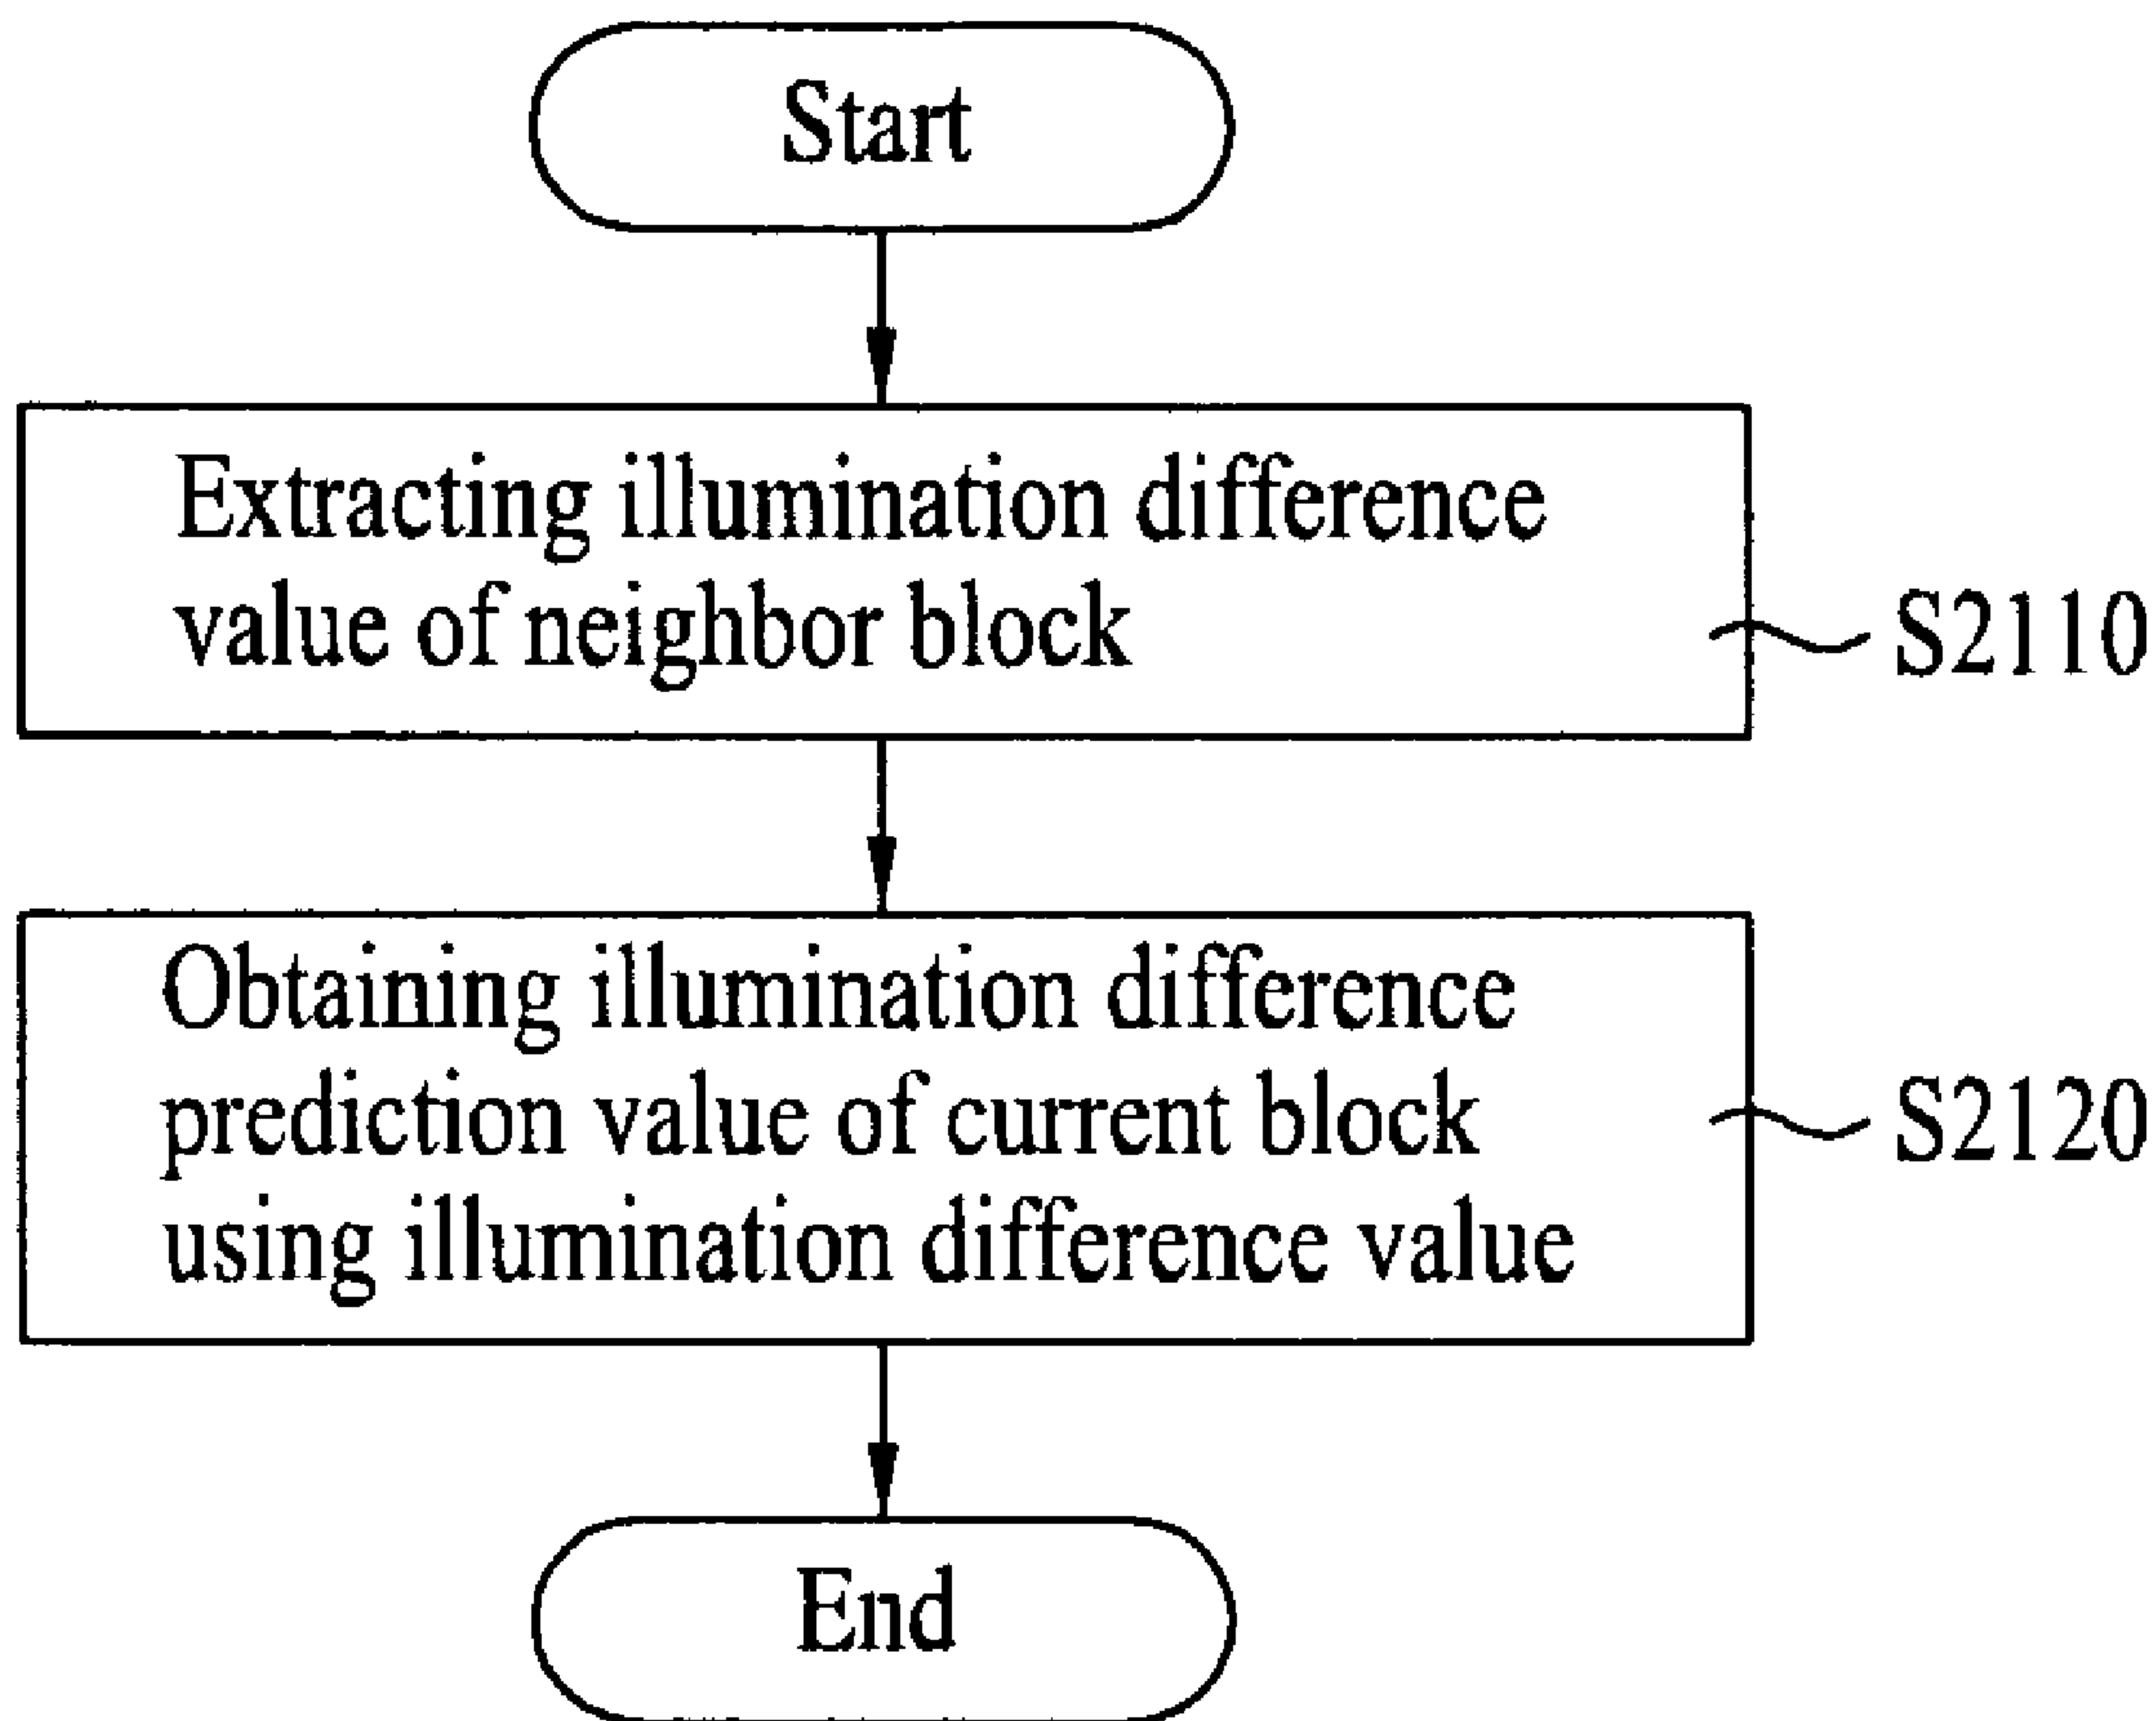 Start
Extracting illumination difference
value of neighbor block
S2110
Obtaining illumination difference
prediction value of current block
using illumination difference value
S2120
End